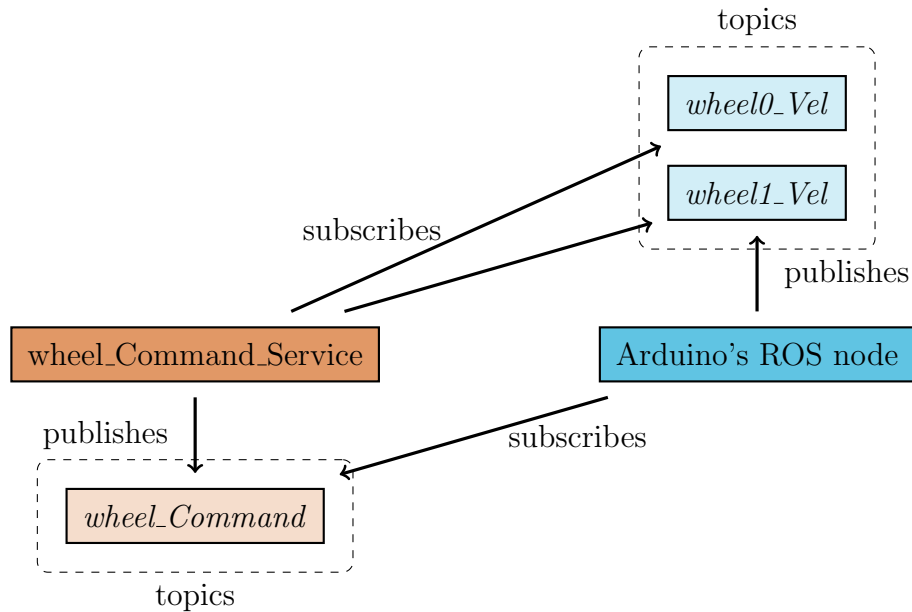 topics
wheel0_Vel
wheel1_Vel
subscribes
publishes
wheel_Command_Service
Arduino's ROS node
publishes
subscribes
wheel_Command
topics